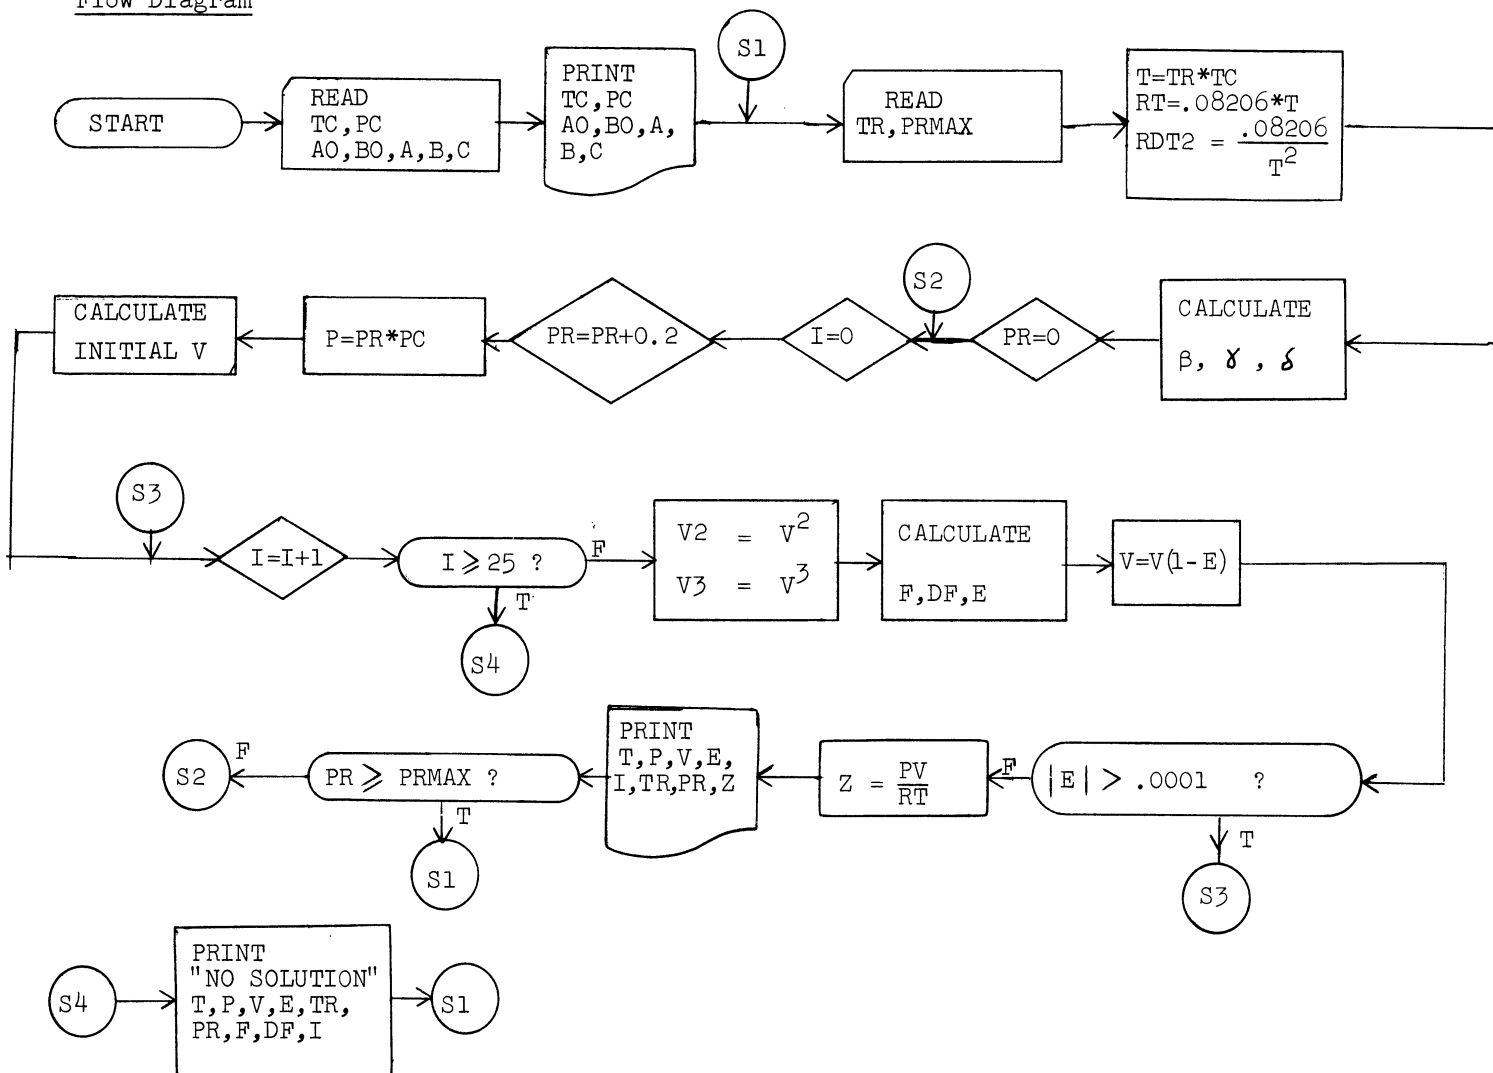 Flow Diagram
S1
START
READ
TC,PC
AO,BO,A,B,C
PRINT
TC,PC
AO,BO,A,
B,C
READ
TR,PRMAX
T=TR*TC
RT=.08206*T
RDT2 = .08206
T²
S2
CALCULATE
INITIAL V
P=PR*PC
PR=PR+0.2
I=0
PR=0
CALCULATE
β, γ, δ
S3
I=I+1
I⩾25 ?
F
T
S4
V2 = V²
V3 = V³
CALCULATE
F,DF,E
V=V(1-E)
S2
F
PR ⩾ PRMAX ?
T
S1
PRINT
T,P,V,E,
I,TR,PR,Z
Z = PV
RT
F
|E| > .0001 ?
T
S3
S4
PRINT
"NO SOLUTION"
T,P,V,E,TR,
PR,F,DF,I
S1